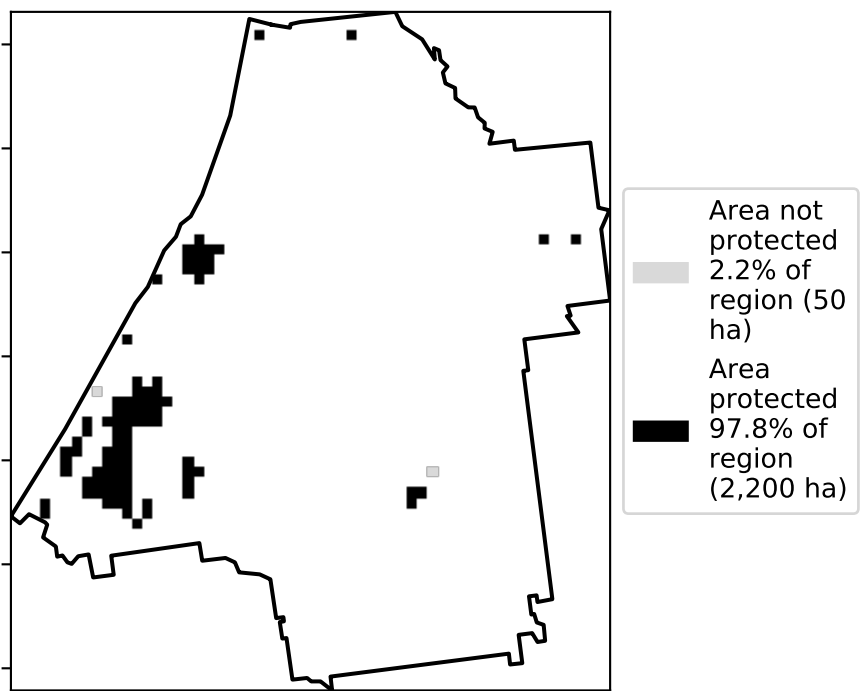 Area not
protected
2.2% of
region (50
ha)
Area
protected
97.8% of
region
(2,200 ha)